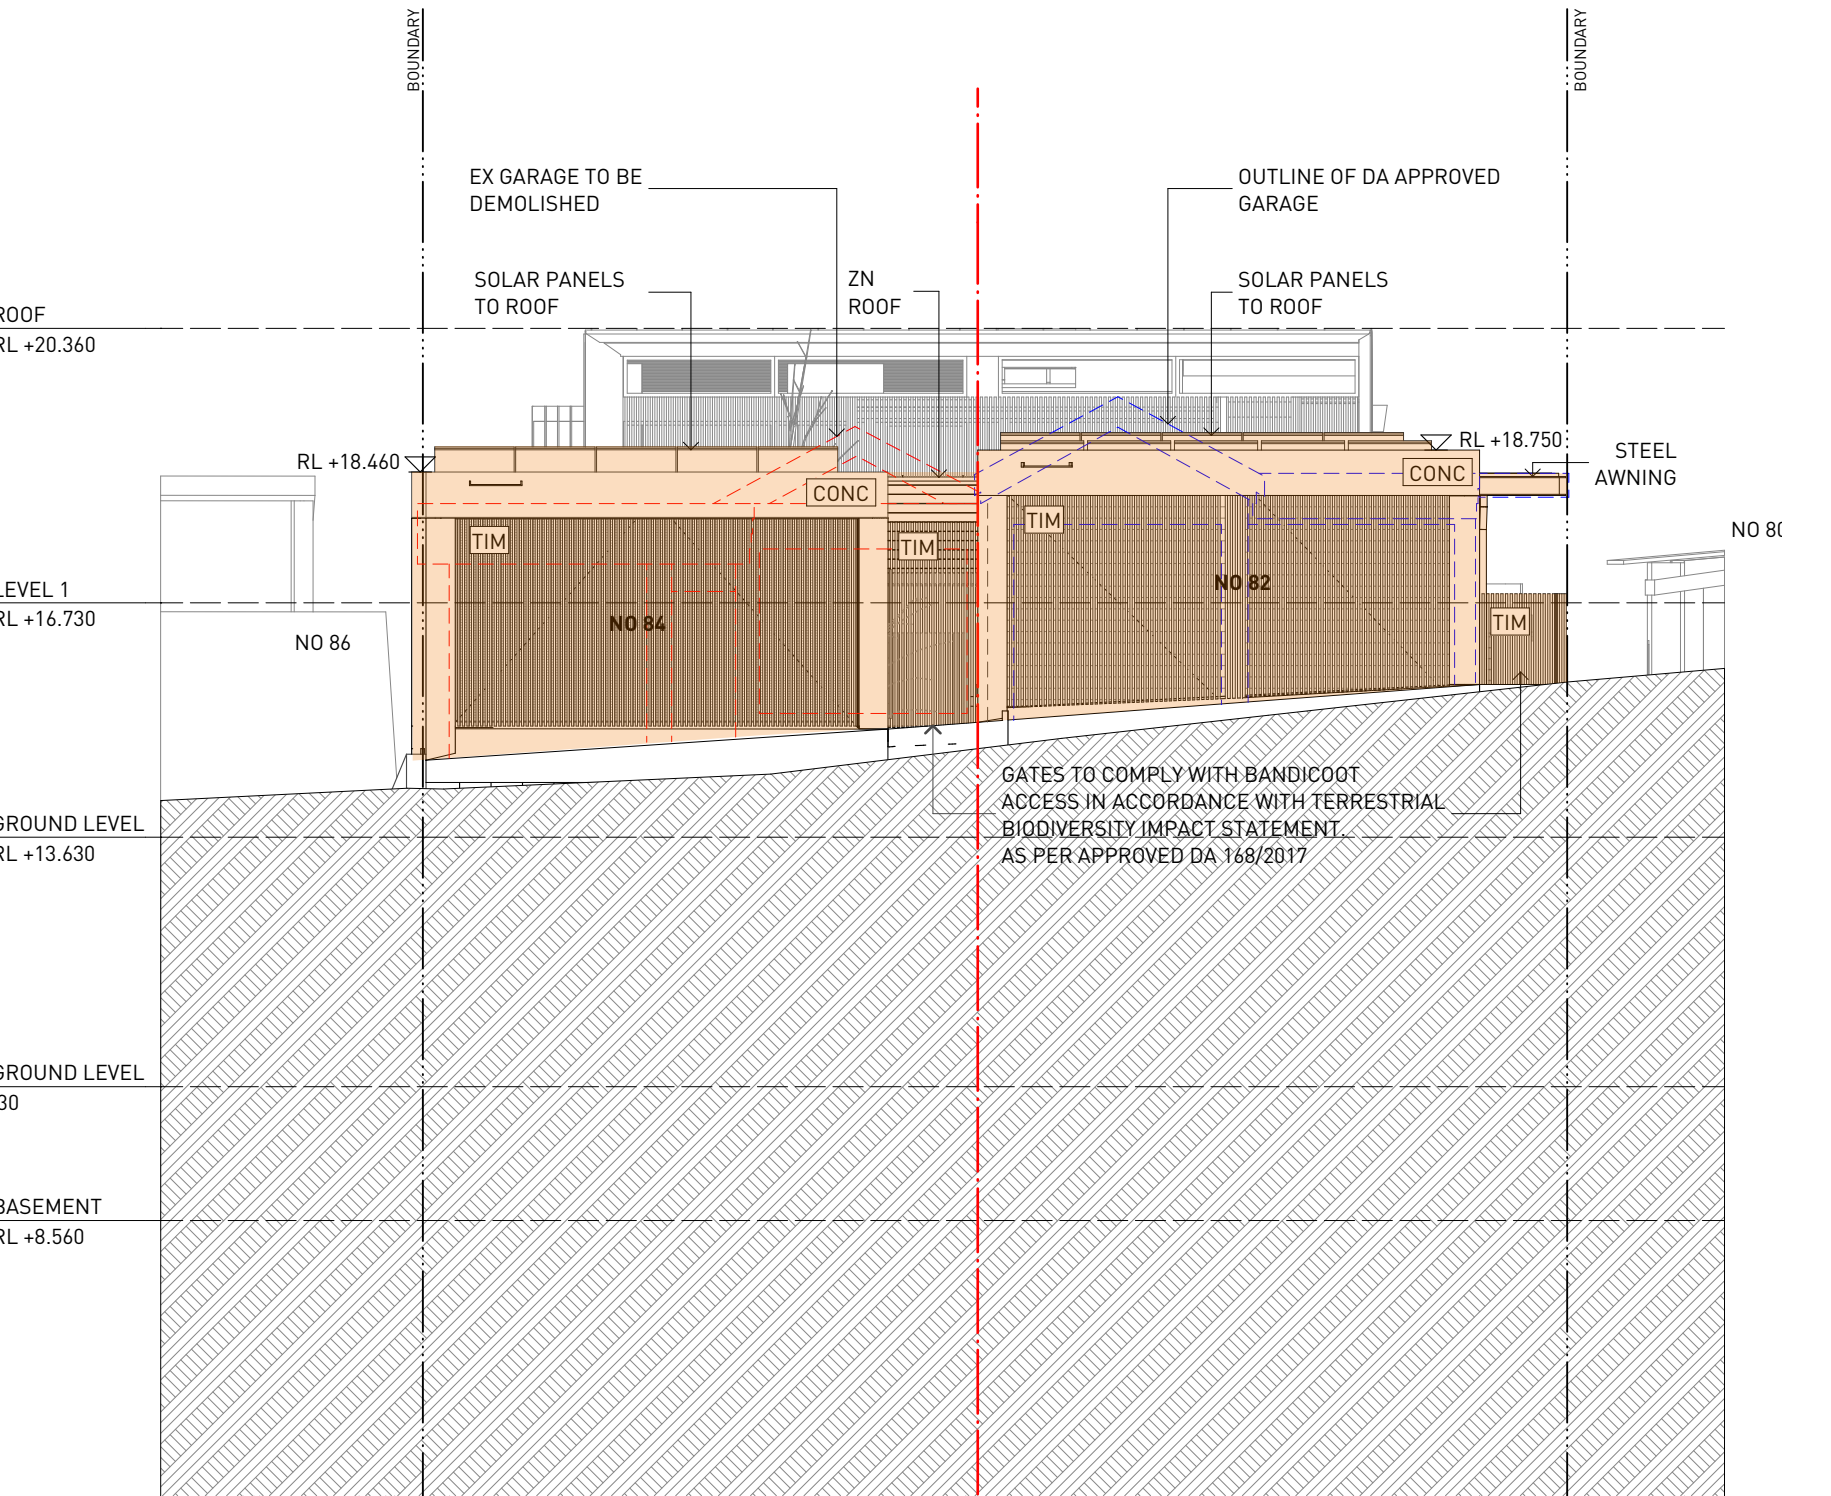 BOUNDARY
BOUNDARY
EX GARAGE TO BE
DEMOLISHED
OUTLINE OF DA APPROVED
GARAGE
SOLAR PANELS
TO ROOF
ZN
ROOF
SOLAR PANELS
TO ROOF
ROOF
RL +20.360
RL +18.460
RL +18.750
STEEL
AWNING
CONC
CONC
TIM
TIM
TIM
TIM
NO 80
NO 82
NO 84
NO 86
LEVEL 1
RL +16.730
GATES TO COMPLY WITH BANDICOOT
ACCESS IN ACCORDANCE WITH TERRESTRIAL
BIODIVERSITY IMPACT STATEMENT.
AS PER APPROVED DA 168/2017
GROUND LEVEL
RL +13.630
GROUND LEVEL
30
BASEMENT
RL +8.560